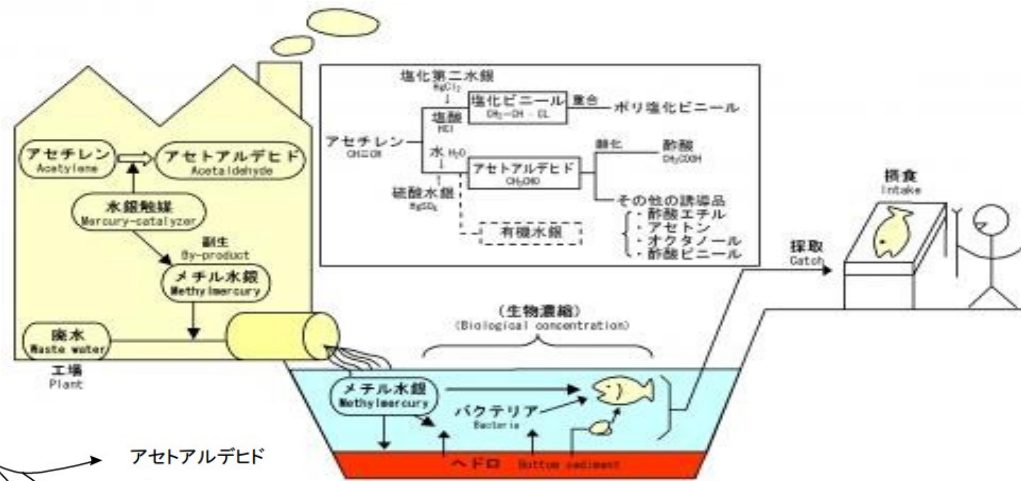 塩化第二水銀
HgCl₂
塩化ビニール
CH₂-CH - CL
重合
ポリ塩化ビニール
塩酸
HCl
アセチレン
CH≡CH
水 H₂O
アセトアルデヒド
CH₃CHO
酸化
酢酸
CH₃COOH
硫酸水銀
HgSO₄
有機水銀
その他の誘導品
・酢酸エチル
・アセトン
・オクタノール
・酢酸ビニール
アセチレン
Acetylene
アセトアルデヒド
Acetaldehyde
水銀触媒
Mercury-catalyzer
副生
By-product
メチル水銀
Methylmercury
廃水
Waste water
工場
Plant
(生物濃縮)
(Biological concentration)
メチル水銀
Methylmercury
バクテリア
Bacteria
ヘドロ Bottom sediment
採取
Catch
摂食
Intake
アセトアルデヒド